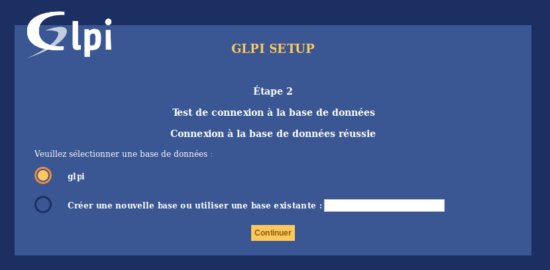 Glpi
GLPI SETUP
Étape 2
Test de connexion à la base de données
Connexion à la base de données réussie
Veuillez sélectionner une base de données :
glpi
Créer une nouvelle base ou utiliser une base existante :
Continuer